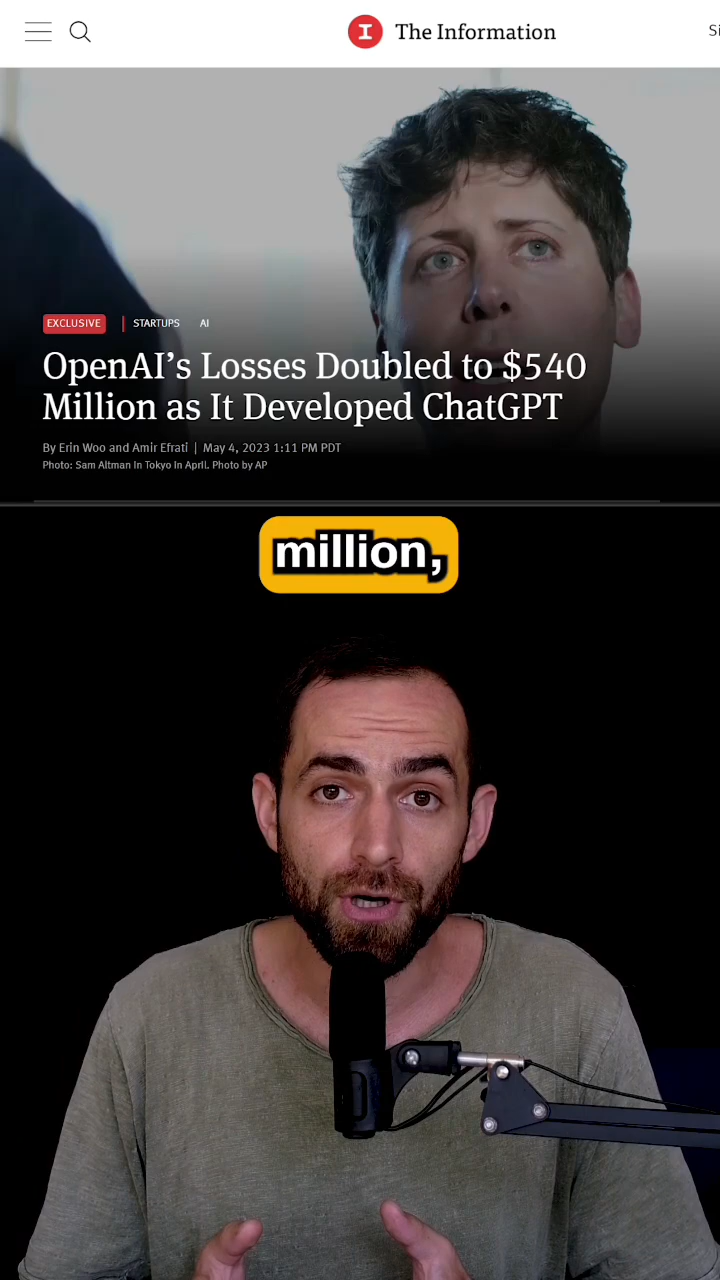 The Information
Si
EXCLUSIVE | STARTUPS AI
OpenAI’s Losses Doubled to $540
Million as It Developed ChatGPT
By Erin Woo and Amir Efrati | May 4, 2023 1:11 PM PDT
Photo: Sam Altman in Tokyo in April. Photo by AP
million,